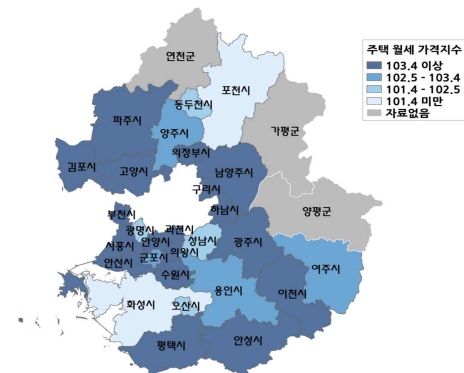 주택 월세 가격지수
103.4 이상
102.5 - 103.4
101.4 - 102.5
101.4 미만
자료없음
연천군
포천시
동두천시
파주시
양주시
가평군
의정부시
김포시
고양시
남양주시
구리시
하남시
양평군
부천시
광명시
과천시
시흥시
안양시
성남시
광주시
의왕시
안산시
군포시
여주시
수원시
용인시
이천시
화성시
오산시
평택시
안성시